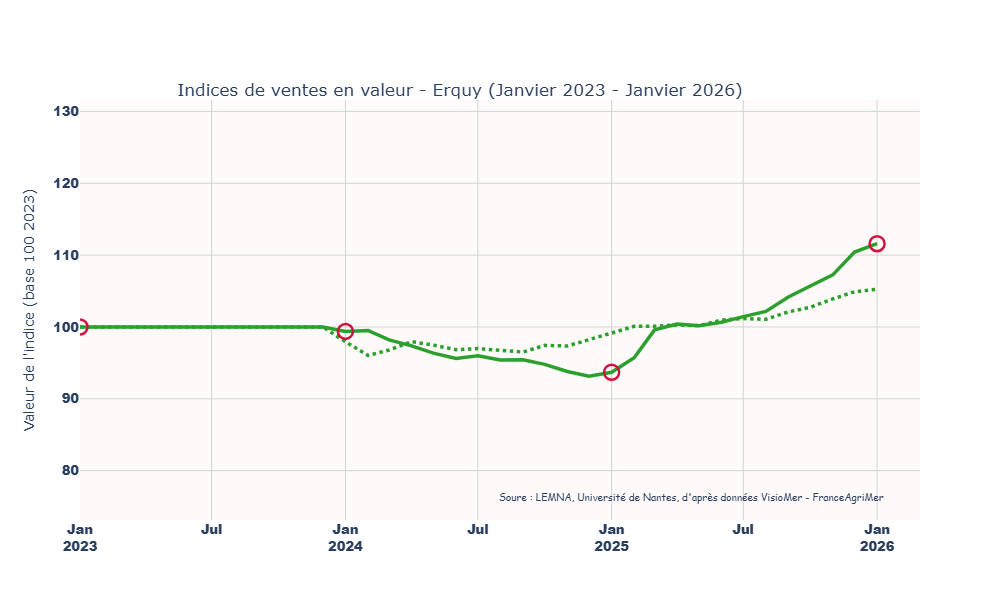 Indices de ventes en valeur - Erquy (Janvier 2023 - Janvier 2026)
Valeur de l'indice (base 100 2023)
130
120
110
100
90
80
Soure : LEMNA, Université de Nantes, d'après données VisioMer - FranceAgriMer
Jan
2023
Jul
Jan
2024
Jul
Jan
2025
Jul
Jan
2026